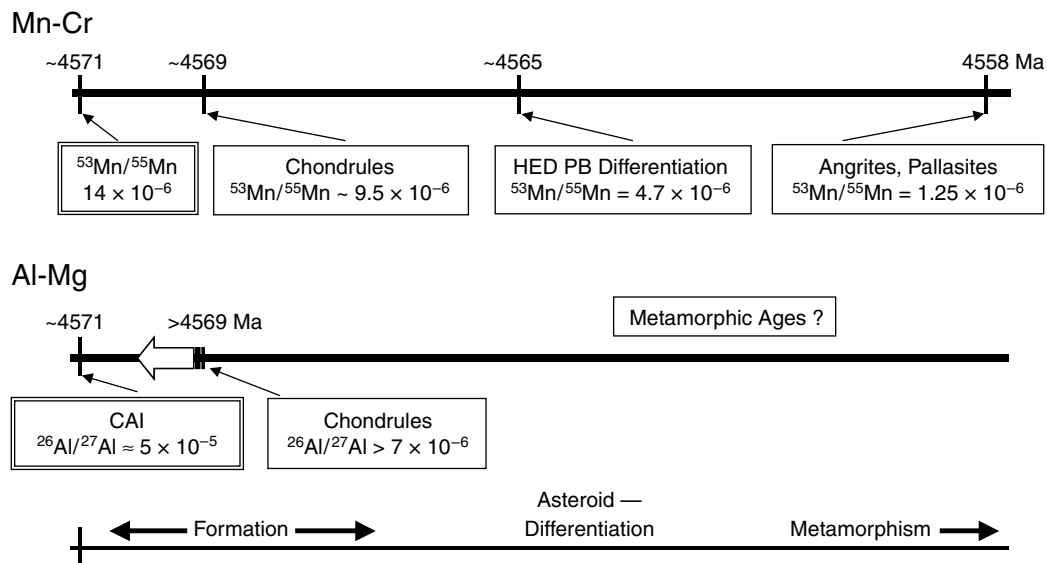 Mn-Cr
~4571 ~4569 ~4565 4558 Ma
⁵³Mn/⁵⁵Mn
14 × 10⁻⁶
Chondrules
⁵³Mn/⁵⁵Mn ~ 9.5 × 10⁻⁶
HED PB Differentiation
⁵³Mn/⁵⁵Mn = 4.7 × 10⁻⁶
Angrites, Pallasites
⁵³Mn/⁵⁵Mn = 1.25 × 10⁻⁶
Al-Mg
~4571 >4569 Ma
Metamorphic Ages ?
CAI
²⁶Al/²⁷Al ≈ 5 × 10⁻⁵
Chondrules
²⁶Al/²⁷Al > 7 × 10⁻⁶
Formation
Asteroid —
Differentiation
Metamorphism